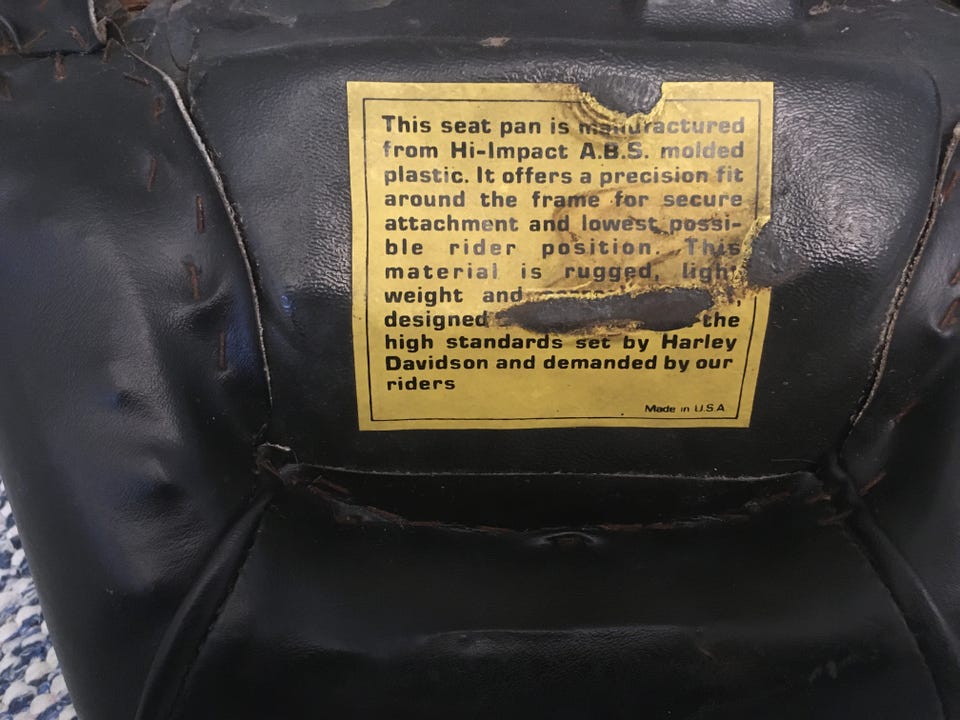 This seat pan is manufactured
from Hi-Impact A.B.S. molded
plastic. It offers a precision fit
around the frame for secure
attachment and lowest possi-
ble rider position. This
material is rugged, light
weight and
designed the
high standards set by Harley
Davidson and demanded by our
riders
Made in U.S.A